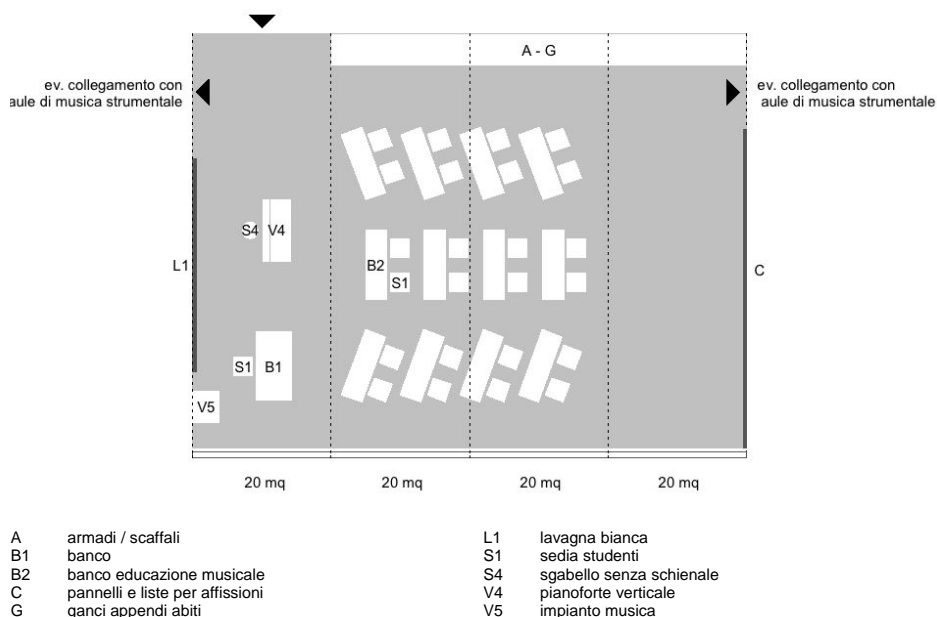 A - G
ev. collegamento con
aule di musica strumentale
ev. collegamento con
aule di musica strumentale
S4
V4
L1
B2
S1
C
S1
B1
V5
20 mq
20 mq
20 mq
20 mq
A armadi / scaffali
B1 banco
B2 banco educazione musicale
C pannelli e liste per affissioni
G ganci appendi abiti
L1 lavagna bianca
S1 sedia studenti
S4 sgabello senza schienale
V4 pianoforte verticale
V5 impianto musica